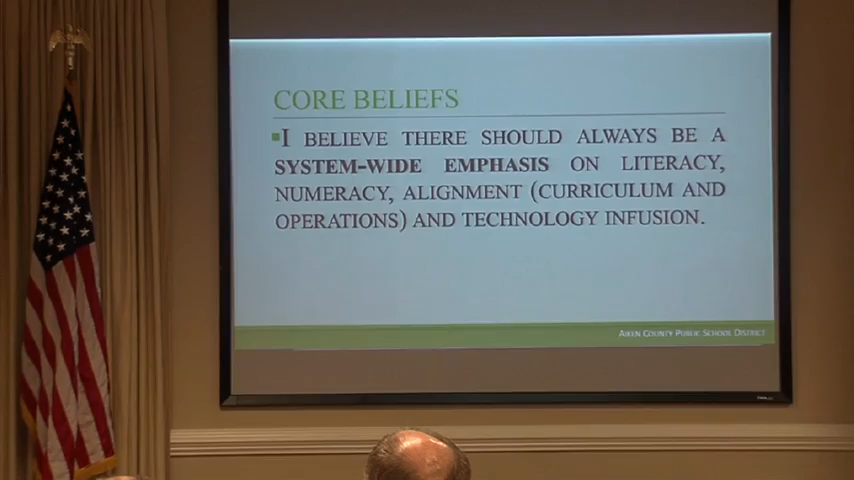 CORE BELIEFS
I BELIEVE THERE SHOULD ALWAYS BE A
SYSTEM-WIDE EMPHASIS ON LITERACY,
NUMERACY, ALIGNMENT (CURRICULUM AND
OPERATIONS) AND TECHNOLOGY INFUSION.
AIKEN COUNTY PUBLIC SCHOOL DISTRICT